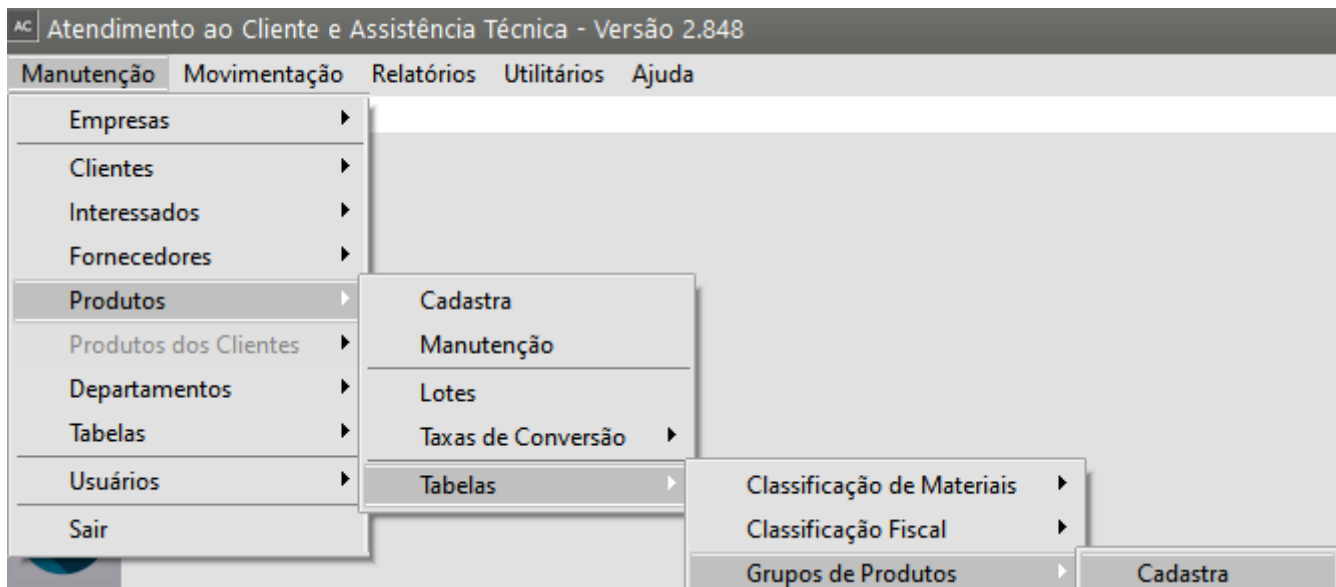 AC Atendimento ao Cliente e Assistência Técnica - Versão 2.848
Manutenção Movimentação Relatórios Utilitários Ajuda
Empresas
Clientes
Interessados
Fornecedores
Produtos
Produtos dos Clientes
Departamentos
Tabelas
Usuários
Sair
Cadastra
Manutenção
Lotes
Taxas de Conversão
Tabelas
Classificação de Materiais
Classificação Fiscal
Grupos de Produtos
Cadastra